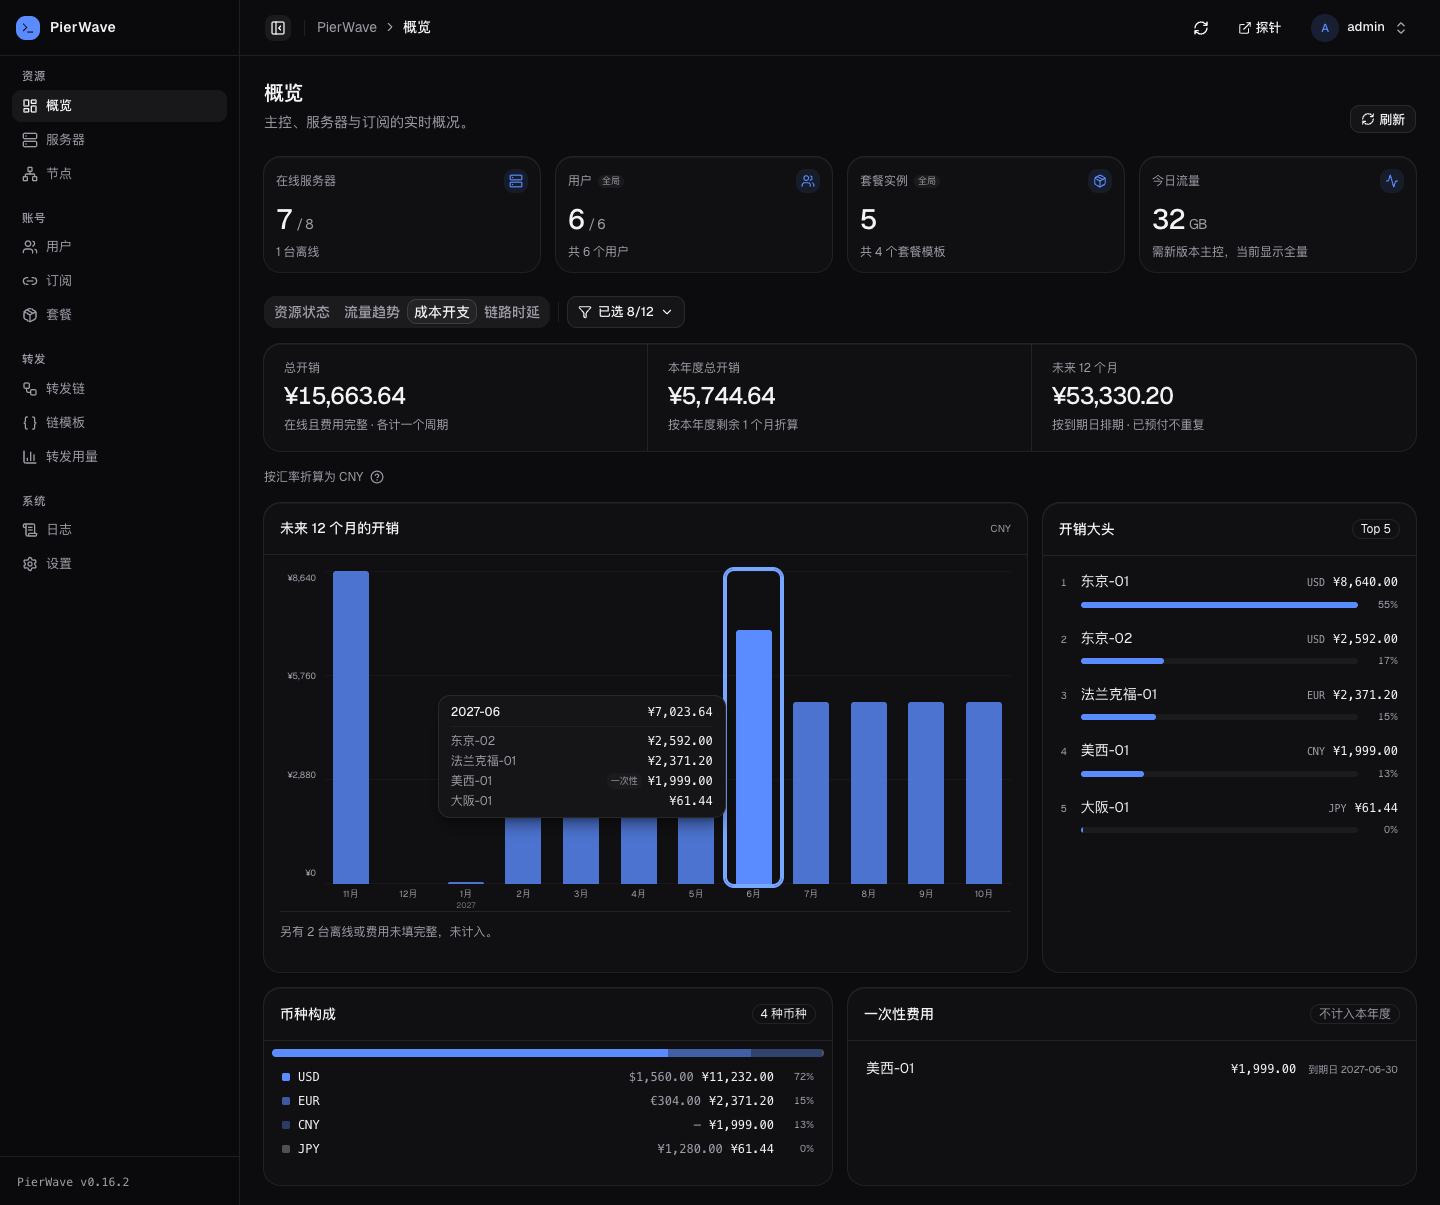 PierWave
资源
概览
服务器
节点
账号
用户
订阅
套餐
转发
转发链
链模板
转发用量
系统
日志
设置
PierWave v0.16.2
PierWave > 概览
探针
A admin
概览
主控、服务器与订阅的实时概况。
刷新
在线服务器
7 / 8
1 台离线
用户 全局
6 / 6
共 6 个用户
套餐实例 全局
5
共 4 个套餐模板
今日流量
32 GB
需新版本主控，当前显示全量
资源状态 流量趋势 成本开支 链路时延 已选 8/12
总开销
¥15,663.64
在线且费用完整 · 各计一个周期
本年度总开销
¥5,744.64
按本年度剩余 1 个月折算
未来 12 个月
¥53,330.20
按到期日排期 · 已预付不重复
按汇率折算为 CNY
未来 12 个月的开销 CNY
¥8,640
¥5,760
¥2,880
¥0
2027-06 ¥7,023.64
东京-02 ¥2,592.00
法兰克福-01 ¥2,371.20
美西-01 一次性 ¥1,999.00
大阪-01 ¥61.44
11月 12月 1月 2月 3月 4月 5月 6月 7月 8月 9月 10月
2027
另有 2 台离线或费用未填完整，未计入。
开销大头 Top 5
1 东京-01 USD ¥8,640.00
55%
2 东京-02 USD ¥2,592.00
17%
3 法兰克福-01 EUR ¥2,371.20
15%
4 美西-01 CNY ¥1,999.00
13%
5 大阪-01 JPY ¥61.44
0%
币种构成 4 种币种
USD $1,560.00 ¥11,232.00 72%
EUR €304.00 ¥2,371.20 15%
CNY — ¥1,999.00 13%
JPY ¥1,280.00 ¥61.44 0%
一次性费用 不计入本年度
美西-01 ¥1,999.00 到期日 2027-06-30